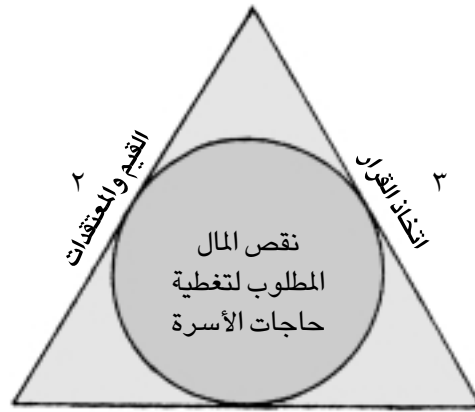 القيم والمعتقدات
٢
اتخاذ القرار
٣
نقص المال
المطلوب لتغطية
حاجات الأسرة